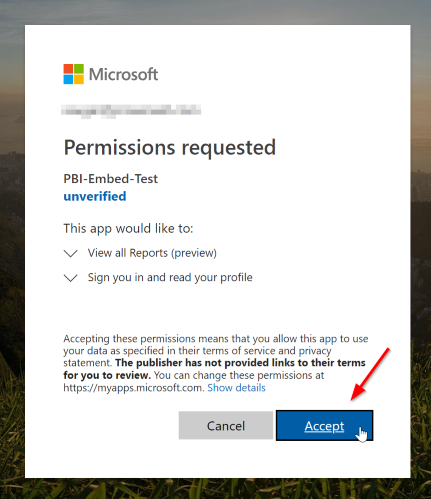 Microsoft
Permissions requested
PBI-Embed-Test
unverified
This app would like to:
View all Reports (preview)
Sign you in and read your profile
Accepting these permissions means that you allow this app to use
your data as specified in their terms of service and privacy
statement. The publisher has not provided links to their terms
for you to review. You can change these permissions at
https://myapps.microsoft.com. Show details
Cancel
Accept